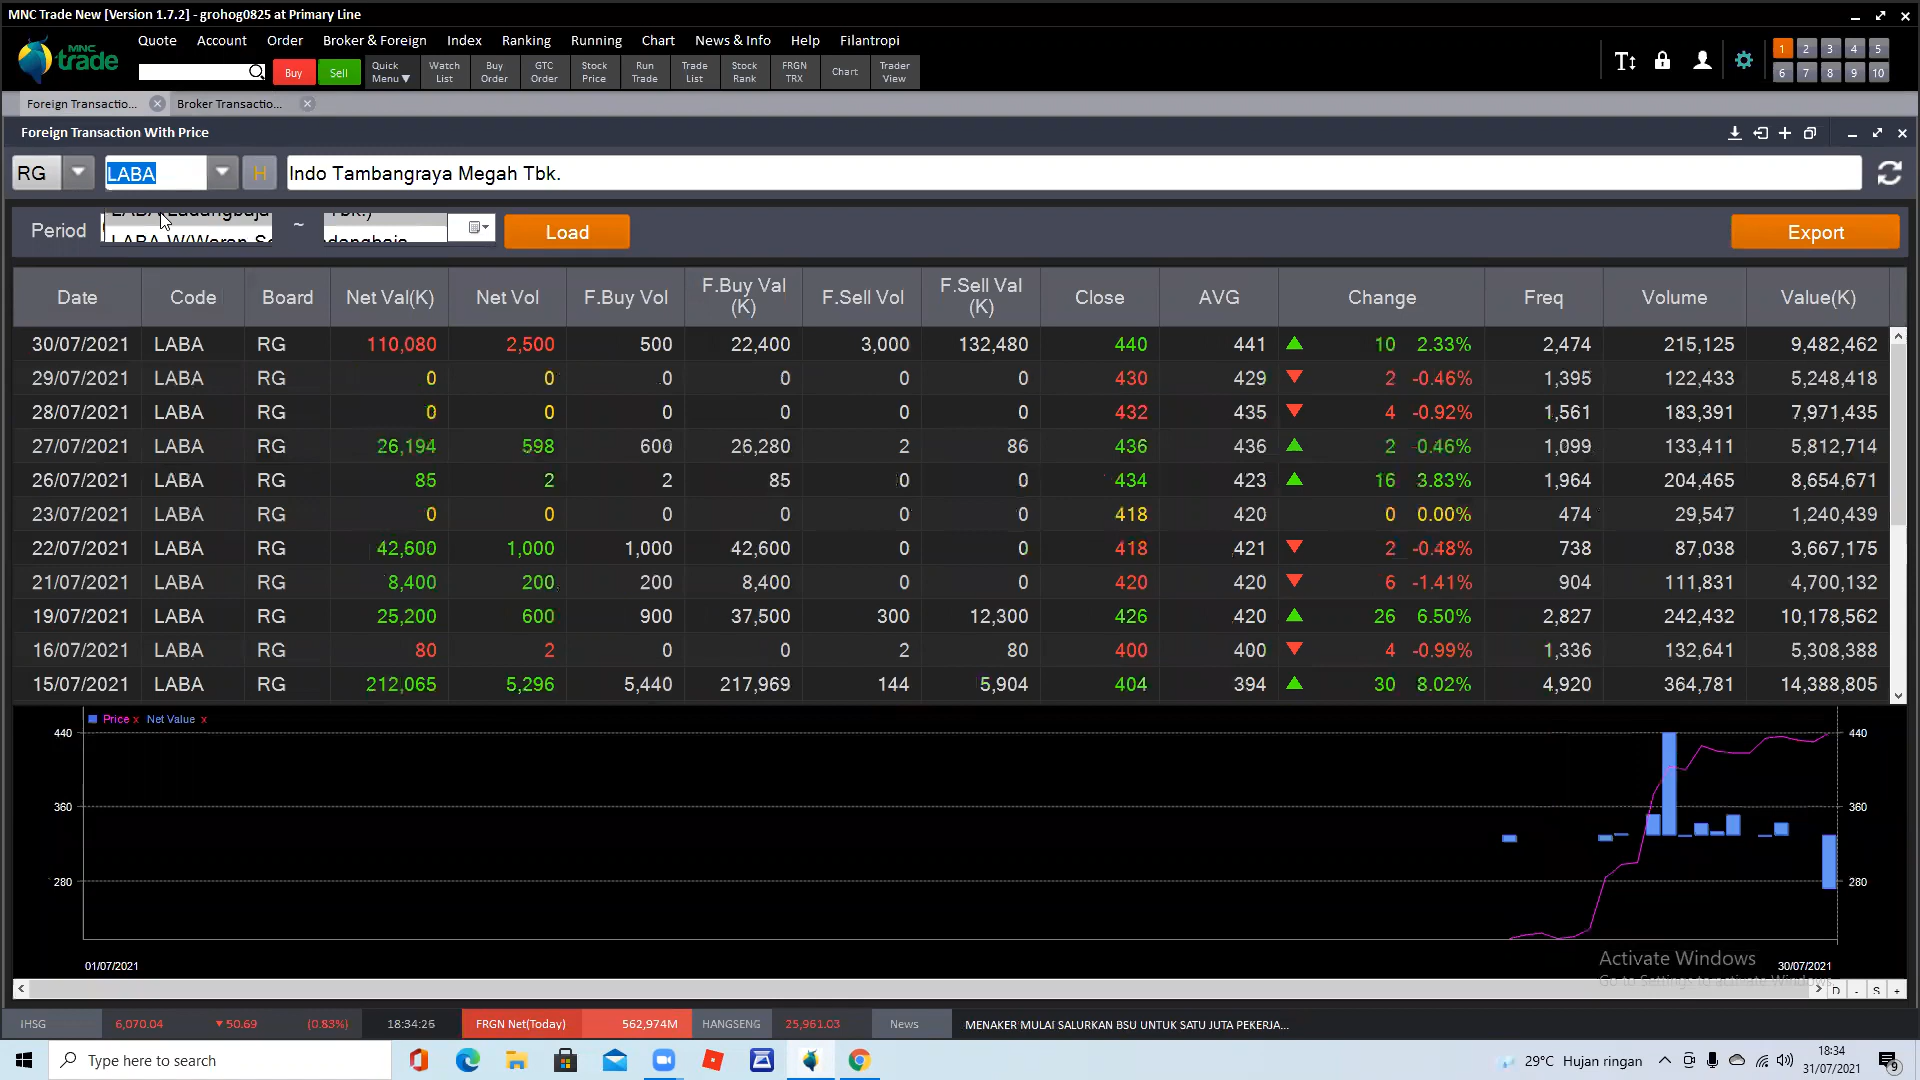 MNC Trade New [Version 1.7.2] - grohog0825 at Primary Line
MNC trade
Quote Account Order Broker & Foreign Index Ranking Running Chart News & Info Help Filantropi
Buy Sell Quick Menu▼ Watch List Buy Order GTC Order Stock Price Run Trade Trade List Stock Rank FRGN TRX Chart Trader View
1 2 3 4 5
6 7 8 9 10
Foreign Transactio... Broker Transactio...
Foreign Transaction With Price
RG LABA H Indo Tambangraya Megah Tbk.
Period ~ Load Export
Date Code Board Net Val(K) Net Vol F.Buy Vol F.Buy Val (K) F.Sell Vol F.Sell Val (K) Close AVG Change Freq Volume Value(K)
30/07/2021 LABA RG 110,080 2,500 500 22,400 3,000 132,480 440 441 10 2.33% 2,474 215,125 9,482,462
29/07/2021 LABA RG 0 0 0 0 0 0 430 429 2 -0.46% 1,395 122,433 5,248,418
28/07/2021 LABA RG 0 0 0 0 0 0 432 435 4 -0.92% 1,561 183,391 7,971,435
27/07/2021 LABA RG 26,194 598 600 26,280 2 86 436 436 2 0.46% 1,099 133,411 5,812,714
26/07/2021 LABA RG 85 2 2 85 0 0 434 423 16 3.83% 1,964 204,465 8,654,671
23/07/2021 LABA RG 0 0 0 0 0 0 418 420 0 0.00% 474 29,547 1,240,439
22/07/2021 LABA RG 42,600 1,000 1,000 42,600 0 0 418 421 2 -0.48% 738 87,038 3,667,175
21/07/2021 LABA RG 8,400 200 200 8,400 0 0 420 420 6 -1.41% 904 111,831 4,700,132
19/07/2021 LABA RG 25,200 600 900 37,500 300 12,300 426 420 26 6.50% 2,827 242,432 10,178,562
16/07/2021 LABA RG 80 2 0 0 2 80 400 400 4 -0.99% 1,336 132,641 5,308,388
15/07/2021 LABA RG 212,065 5,296 5,440 217,969 144 5,904 404 394 30 8.02% 4,920 364,781 14,388,805
Price x Net Value x
440 440
360 360
280 280
Activate Windows
01/07/2021 30/07/2021
Go to Settings to activate Windows.
D - S +
IHSG 6,070.04 ▼50.69 (0.83%) 18:34:26 FRGN Net(Today) 562,974M HANGSENG 25,961.03 News MENAKER MULAI SALURKAN BSU UNTUK SATU JUTA PEKERJA...
Type here to search 29°C Hujan ringan 18:34
31/07/2021 9